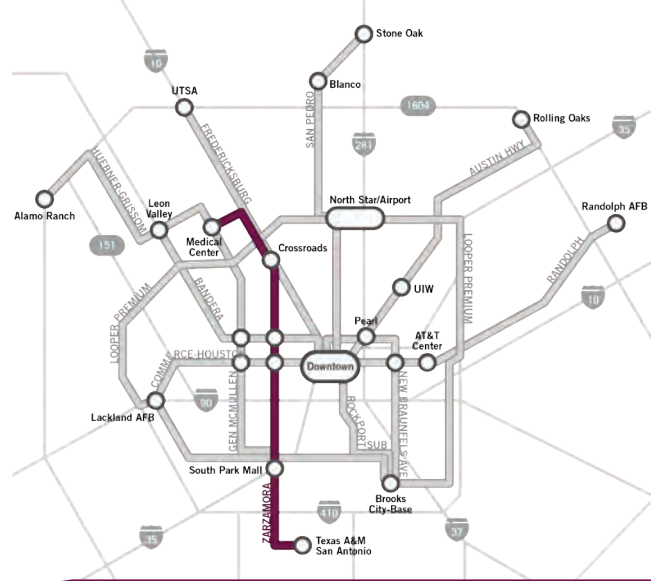 Stone Oak
10
Blanco
UTSA
1604
SAN PEDRO
FREDERICKSBURG
Rolling Oaks
35
281
AUSTIN HWY
HUEBNER-GRISSOM
Leon
Valley
North Star/Airport
Randolph AFB
Alamo Ranch
Medical
Center
151
Crossroads
LOOPER PREMIUM
RANDOLPH
BANDERA
UIW
10
LOOPER PREMIUM
Pearl
AT&T
Center
COMMERCE-HOUSTON
Downtown
90
GEN MCMULLEN
ROCKPORT
NEW BRAUNFELS AVE
Lackland AFB
SUB
South Park Mall
ZARZAMORA
Brooks
City-Base
410
35
37
Texas A&M
San Antonio